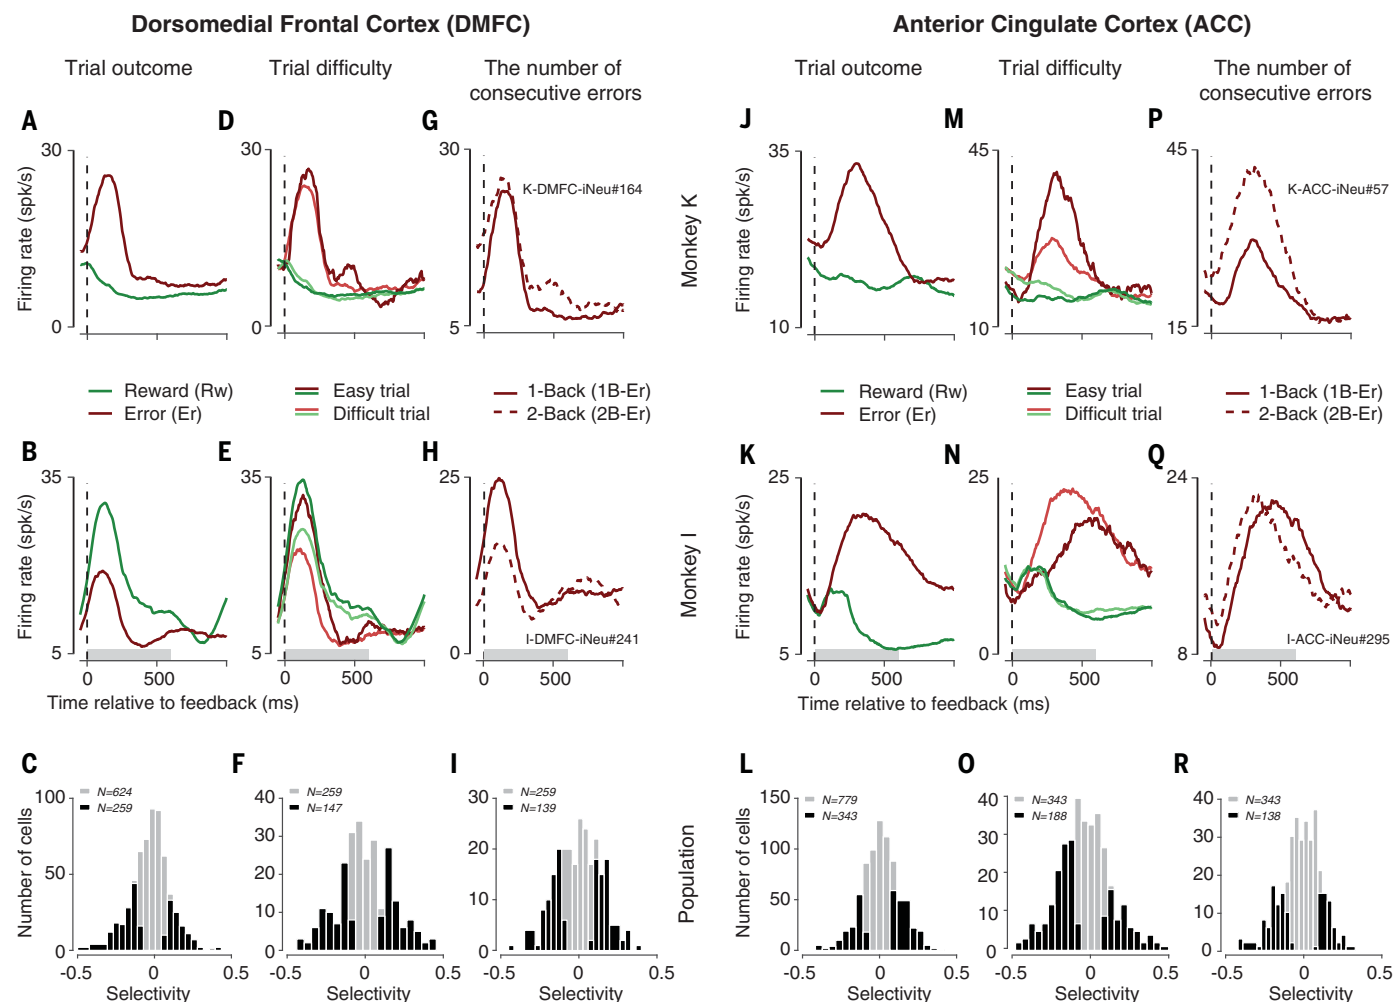 Dorsomedial Frontal Cortex (DMFC)
Anterior Cingulate Cortex (ACC)
Trial outcome
Trial difficulty
The number of
consecutive errors
Trial outcome
Trial difficulty
The number of
consecutive errors
A
D
G
J
M
P
30
0
Firing rate (spk/s)
30
0
30
5
K-DMFC-iNeu#164
Monkey K
35
10
Firing rate (spk/s)
45
10
45
15
K-ACC-iNeu#57
Reward (Rw)
Error (Er)
Easy trial
Difficult trial
1-Back (1B-Er)
2-Back (2B-Er)
Reward (Rw)
Error (Er)
Easy trial
Difficult trial
1-Back (1B-Er)
2-Back (2B-Er)
B
E
H
K
N
Q
35
5
Firing rate (spk/s)
0
500
35
5
0
500
25
0
I-DMFC-iNeu#241
0
500
Monkey I
25
5
Firing rate (spk/s)
0
500
25
0
0
500
24
8
I-ACC-iNeu#295
0
500
Time relative to feedback (ms)
Time relative to feedback (ms)
C
F
I
L
O
R
N=624
N=259
100
50
0
Number of cells
-0.5
0
0.5
Selectivity
N=259
N=147
40
30
20
10
0
-0.5
0
0.5
Selectivity
N=259
N=139
30
20
10
0
-0.5
0
0.5
Selectivity
Population
N=779
N=343
150
100
50
0
Number of cells
-0.5
0
0.5
Selectivity
N=343
N=188
40
30
20
10
0
-0.5
0
0.5
Selectivity
N=343
N=138
40
30
20
10
0
-0.5
0
0.5
Selectivity